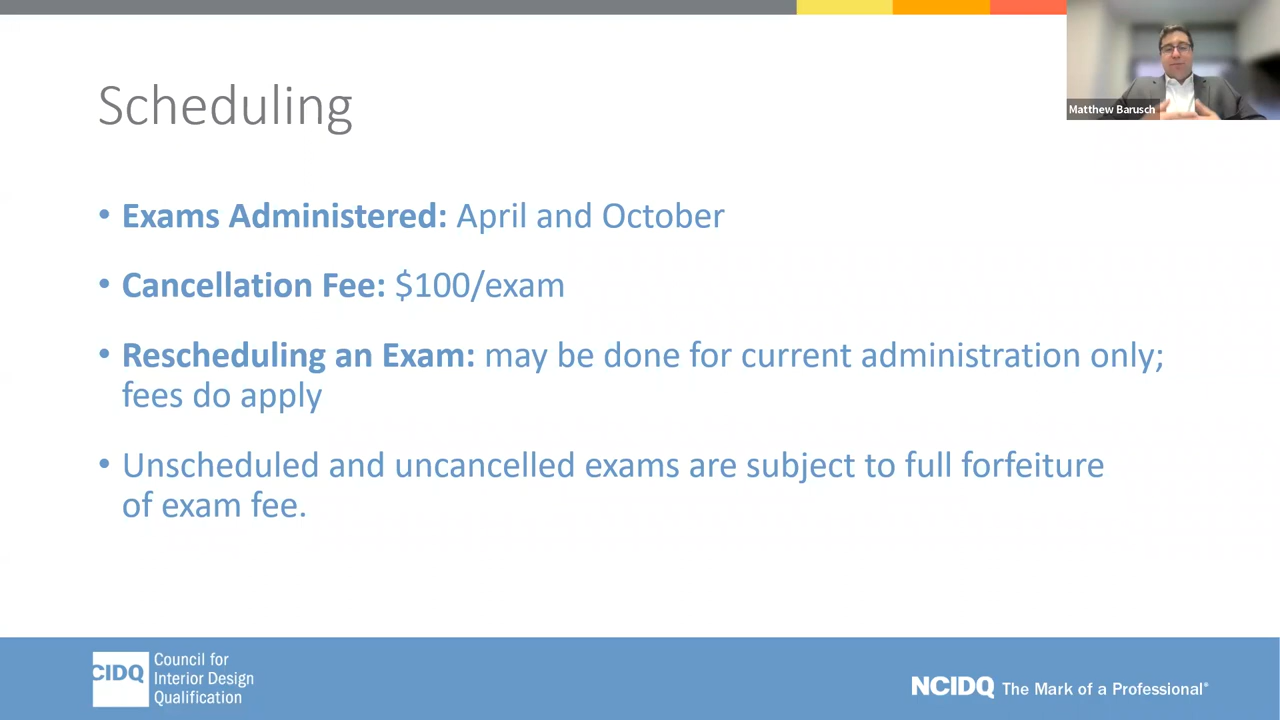 Matthew Barusch
Scheduling
• Exams Administered: April and October
• Cancellation Fee: $100/exam
• Rescheduling an Exam: may be done for current administration only;
fees do apply
• Unscheduled and uncancelled exams are subject to full forfeiture
of exam fee.
CIDQ
Council for
Interior Design
Qualification
NCIDQ The Mark of a Professional®